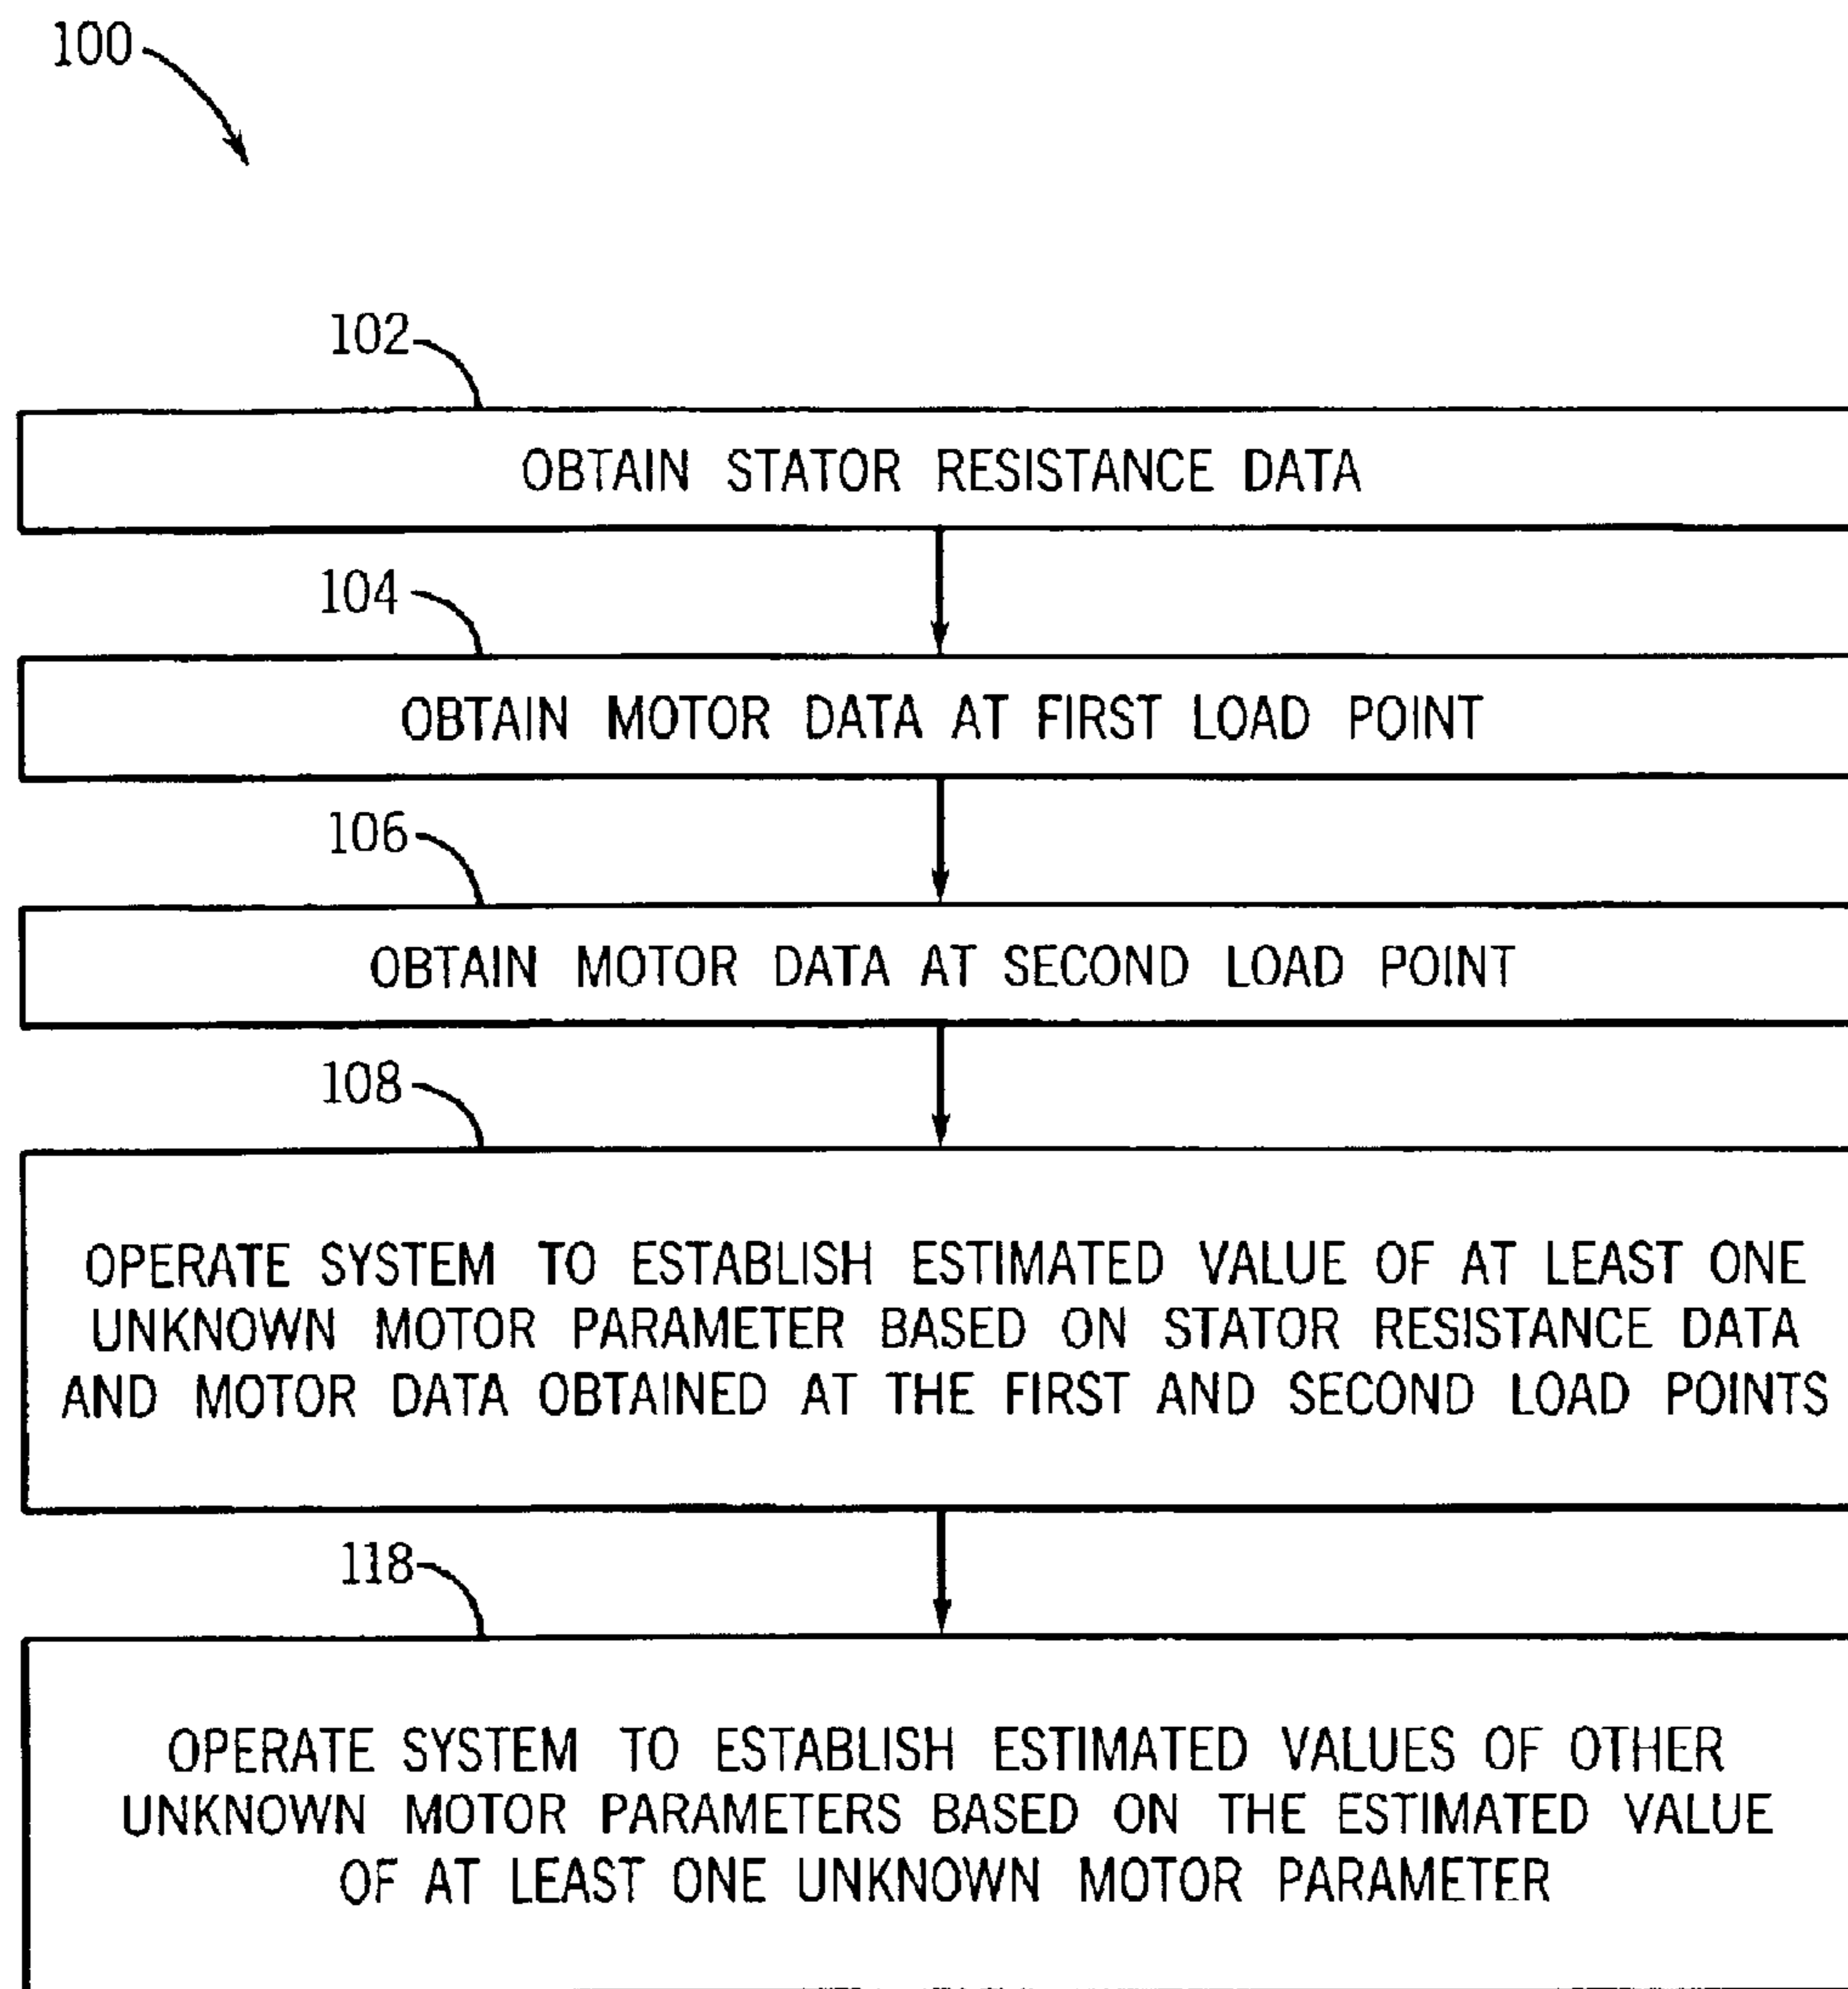 100
102
OBTAIN STATOR RESISTANCE DATA
104
OBTAIN MOTOR DATA AT FIRST LOAD POINT
106
OBTAIN MOTOR DATA AT SECOND LOAD POINT
108
OPERATE SYSTEM TO ESTABLISH ESTIMATED VALUE OF AT LEAST ONE
UNKNOWN MOTOR PARAMETER BASED ON STATOR RESISTANCE DATA
AND MOTOR DATA OBTAINED AT THE FIRST AND SECOND LOAD POINTS
118
OPERATE SYSTEM TO ESTABLISH ESTIMATED VALUES OF OTHER
UNKNOWN MOTOR PARAMETERS BASED ON THE ESTIMATED VALUE
OF AT LEAST ONE UNKNOWN MOTOR PARAMETER